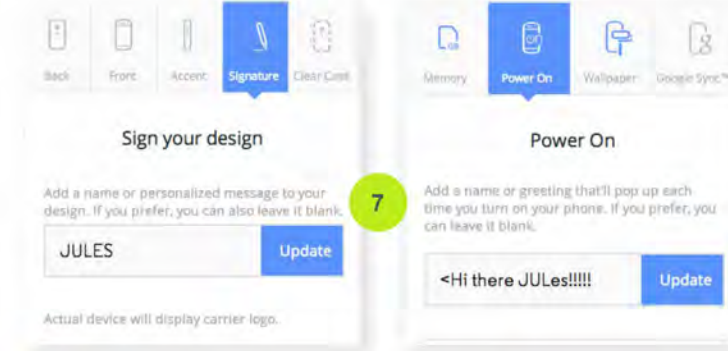 Back Front Accent Signature Clear Case
Sign your design
Add a name or personalized message to your
design. If you prefer, you can also leave it blank.
JULES Update
Actual device will display carrier logo.
7
Memory Power On Wallpaper Google Sync™
Power On
Add a name or greeting that'll pop up each
time you turn on your phone. If you prefer, you
can leave it blank.
<Hi there JULes!!!!! Update